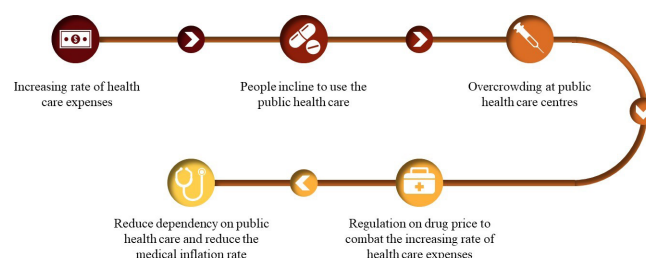 $
Increasing rate of health
care expenses
People incline to use the
public health care
Overcrowding at public
health care centres
Reduce dependency on public
health care and reduce the
medical inflation rate
Regulation on drug price to
combat the increasing rate of
health care expenses